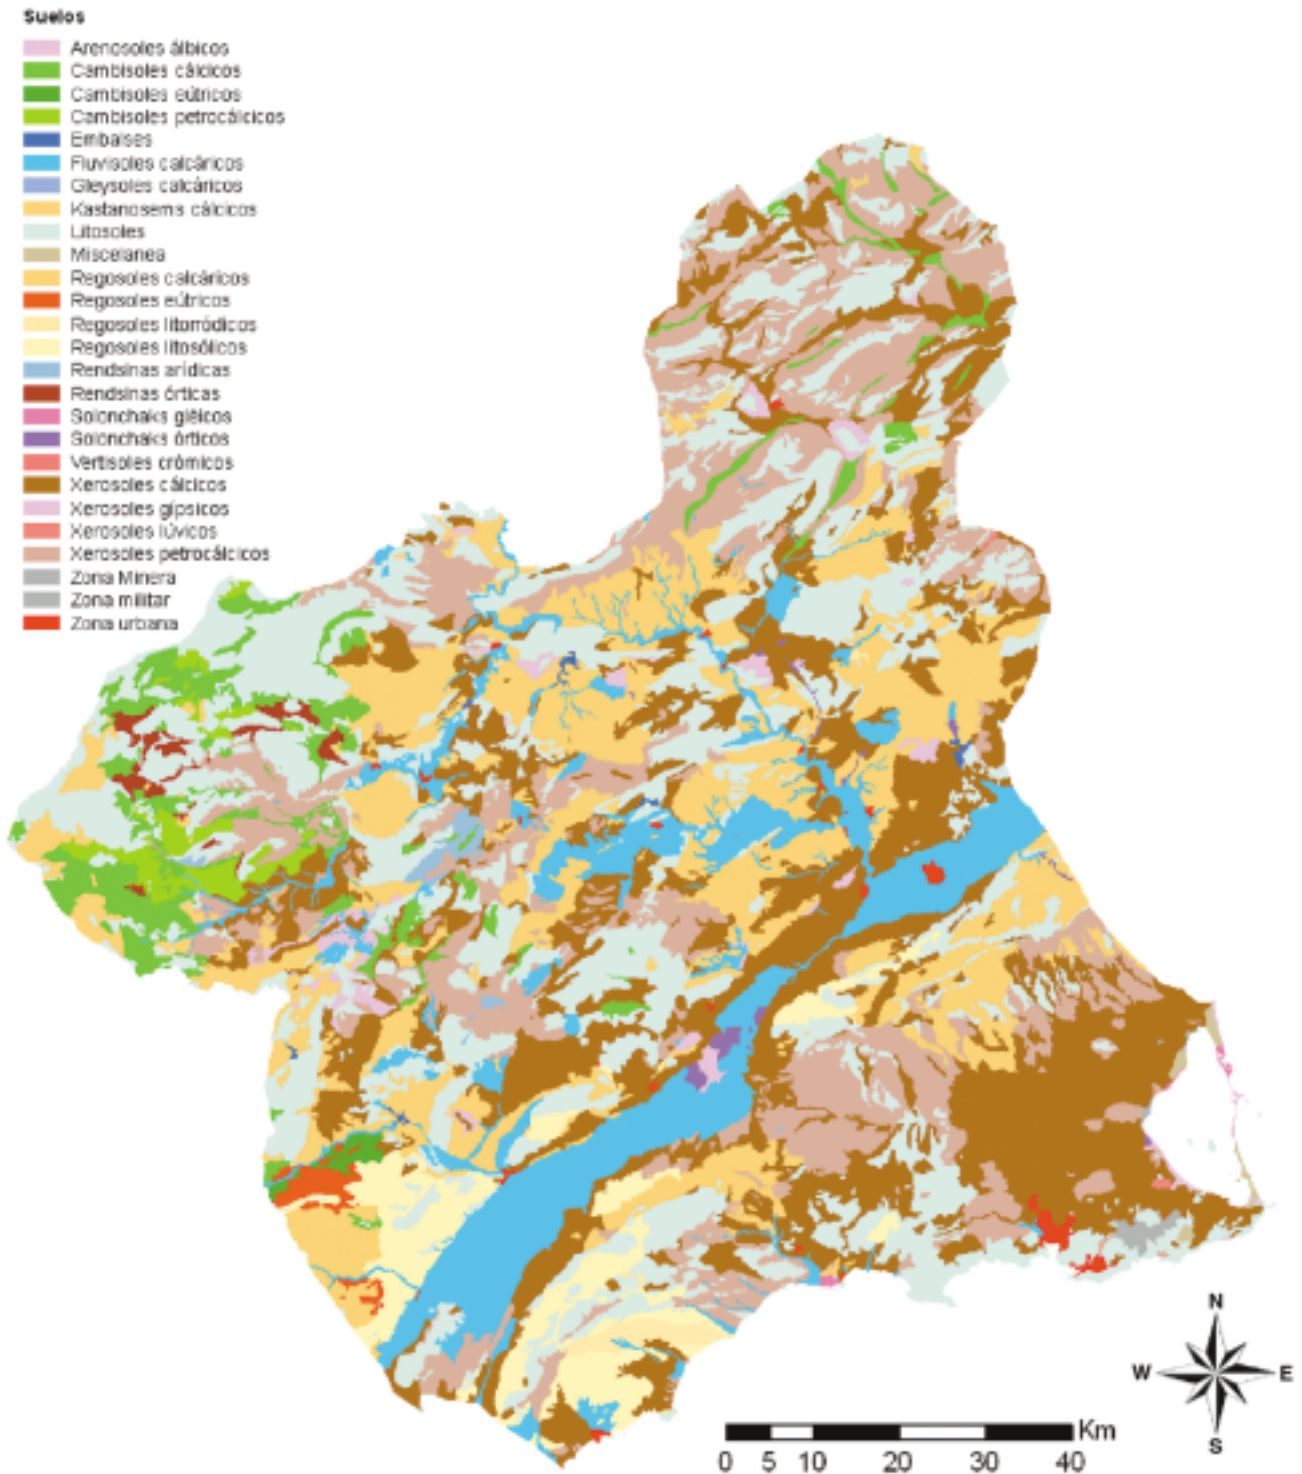 Suelos
Arenosoles álbicos
Cambisoles cálcicos
Cambisoles eútricos
Cambisoles petrocálcicos
Embalses
Fluvisoles calcáricos
Gleysoles calcáricos
Kastanosems cálcicos
Litosoles
Miscelanea
Regosoles calcáricos
Regosoles eútricos
Regosoles litorródicos
Regosoles litosólicos
Rendsinas arídicas
Rendsinas órticas
Solonchaks gléicos
Solonchaks órticos
Vertisoles crómicos
Xerosoles cálcicos
Xerosoles gípsicos
Xerosoles lúvicos
Xerosoles petrocálcicos
Zona Minera
Zona militar
Zona urbana
N
W E
S
Km
0 5 10 20 30 40